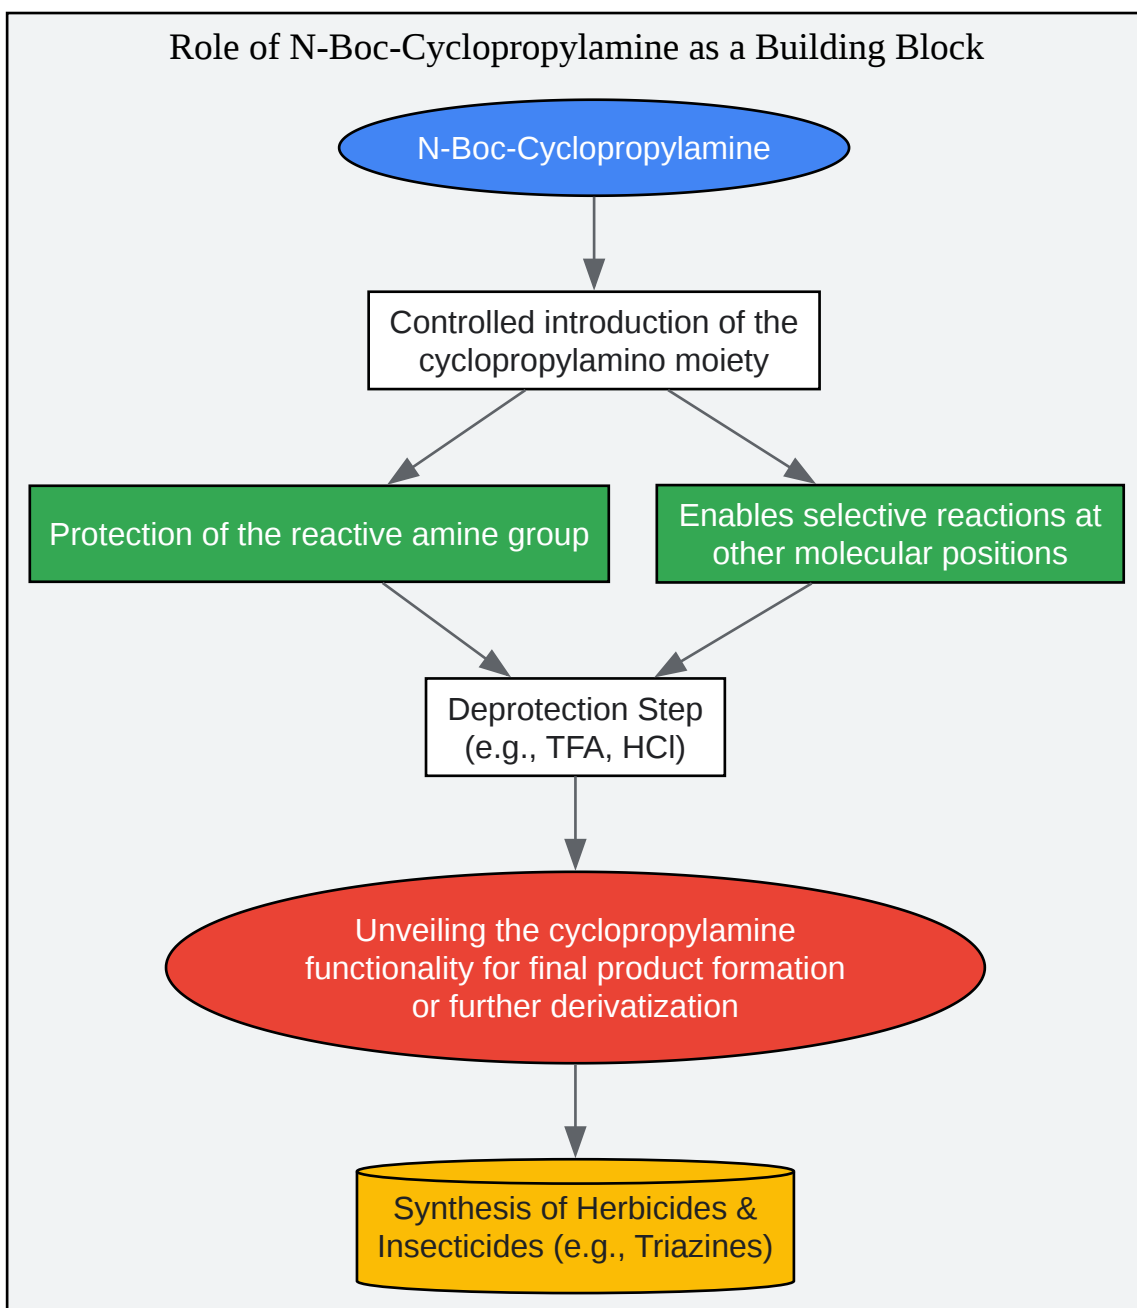 Role of N-Boc-Cyclopropylamine as a Building Block
N-Boc-Cyclopropylamine
Controlled introduction of the
cyclopropylamino moiety
Protection of the reactive amine group
Enables selective reactions at
other molecular positions
Deprotection Step
(e.g., TFA, HCl)
Unveiling the cyclopropylamine
functionality for final product formation
or further derivatization
Synthesis of Herbicides &
Insecticides (e.g., Triazines)